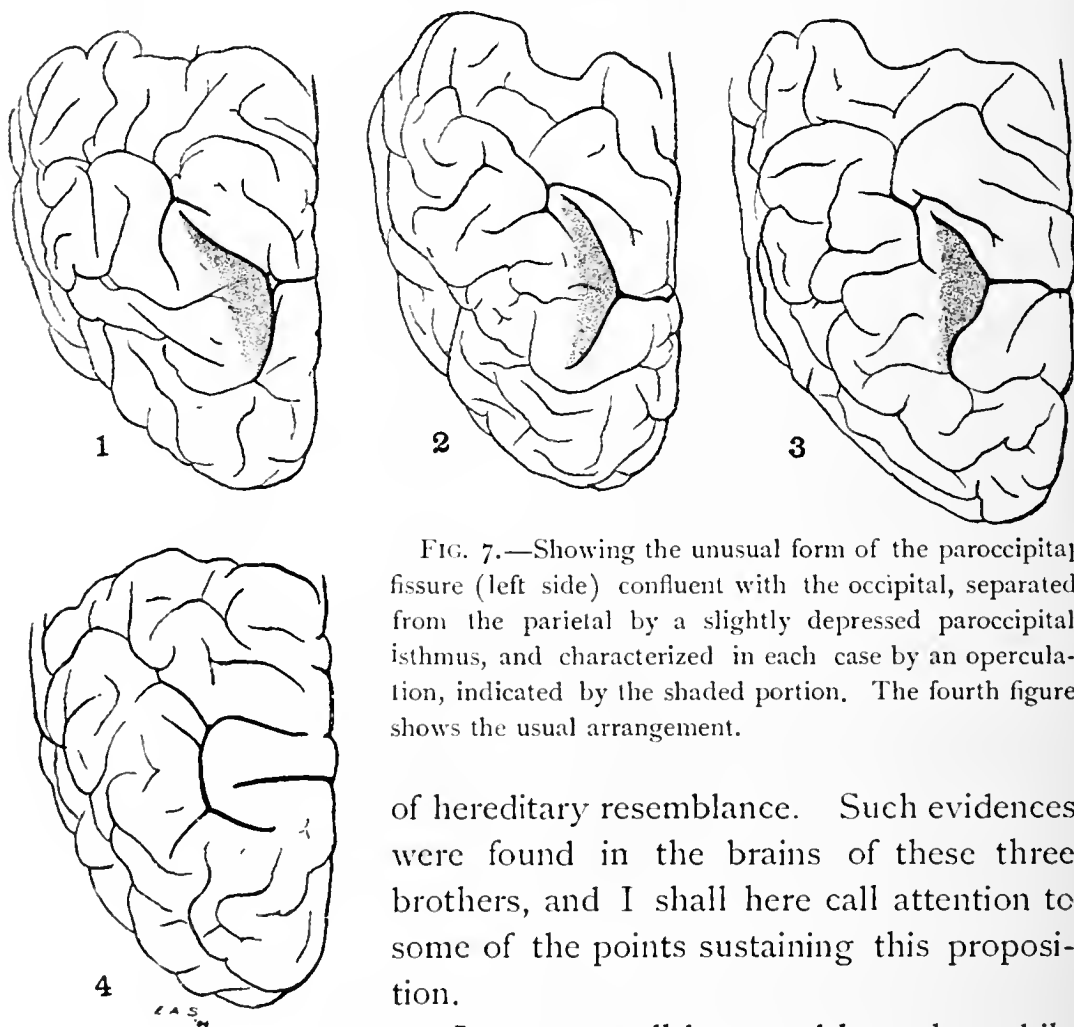 1
2
3
FIG. 7.—Showing the unusual form of the paroccipital
fissure (left side) confluent with the occipital, separated
from the parietal by a slightly depressed paroccipital
isthmus, and characterized in each case by an opercula-
tion, indicated by the shaded portion. The fourth figure
shows the usual arrangement.
of hereditary resemblance. Such evidences
were found in the brains of these three
brothers, and I shall here call attention to
some of the points sustaining this proposi-
tion.
4
E A S